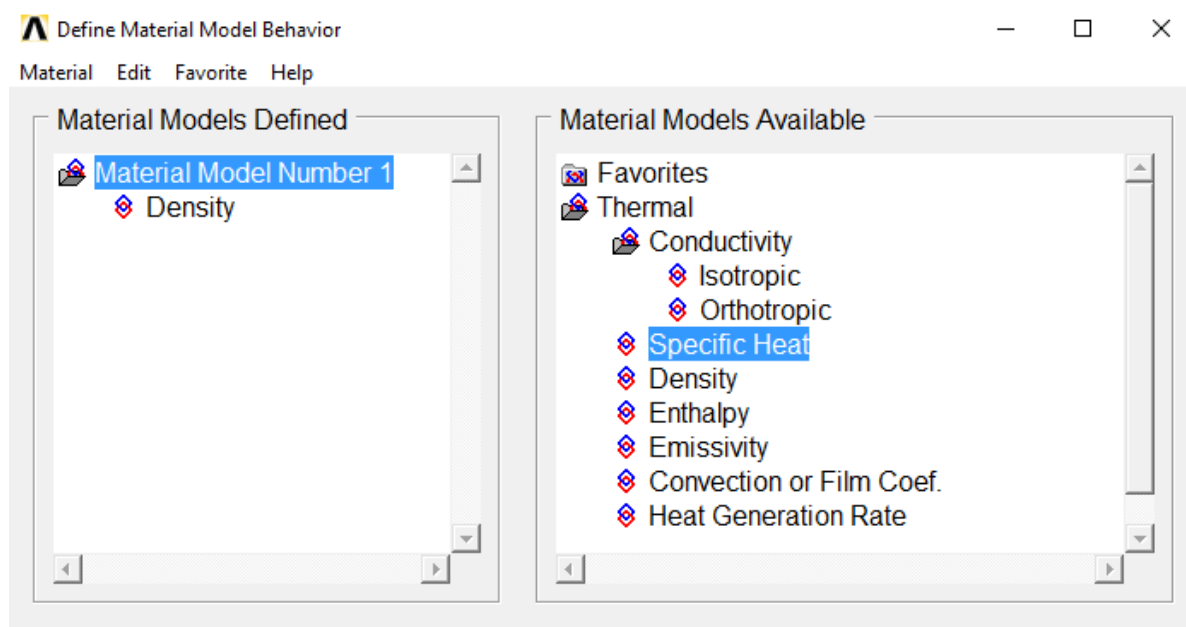 Define Material Model Behavior
Material Edit Favorite Help
Material Models Defined
Material Model Number 1
Density
Material Models Available
Favorites
Thermal
Conductivity
Isotropic
Orthotropic
Specific Heat
Density
Enthalpy
Emissivity
Convection or Film Coef.
Heat Generation Rate